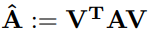 Â := VᵀAV